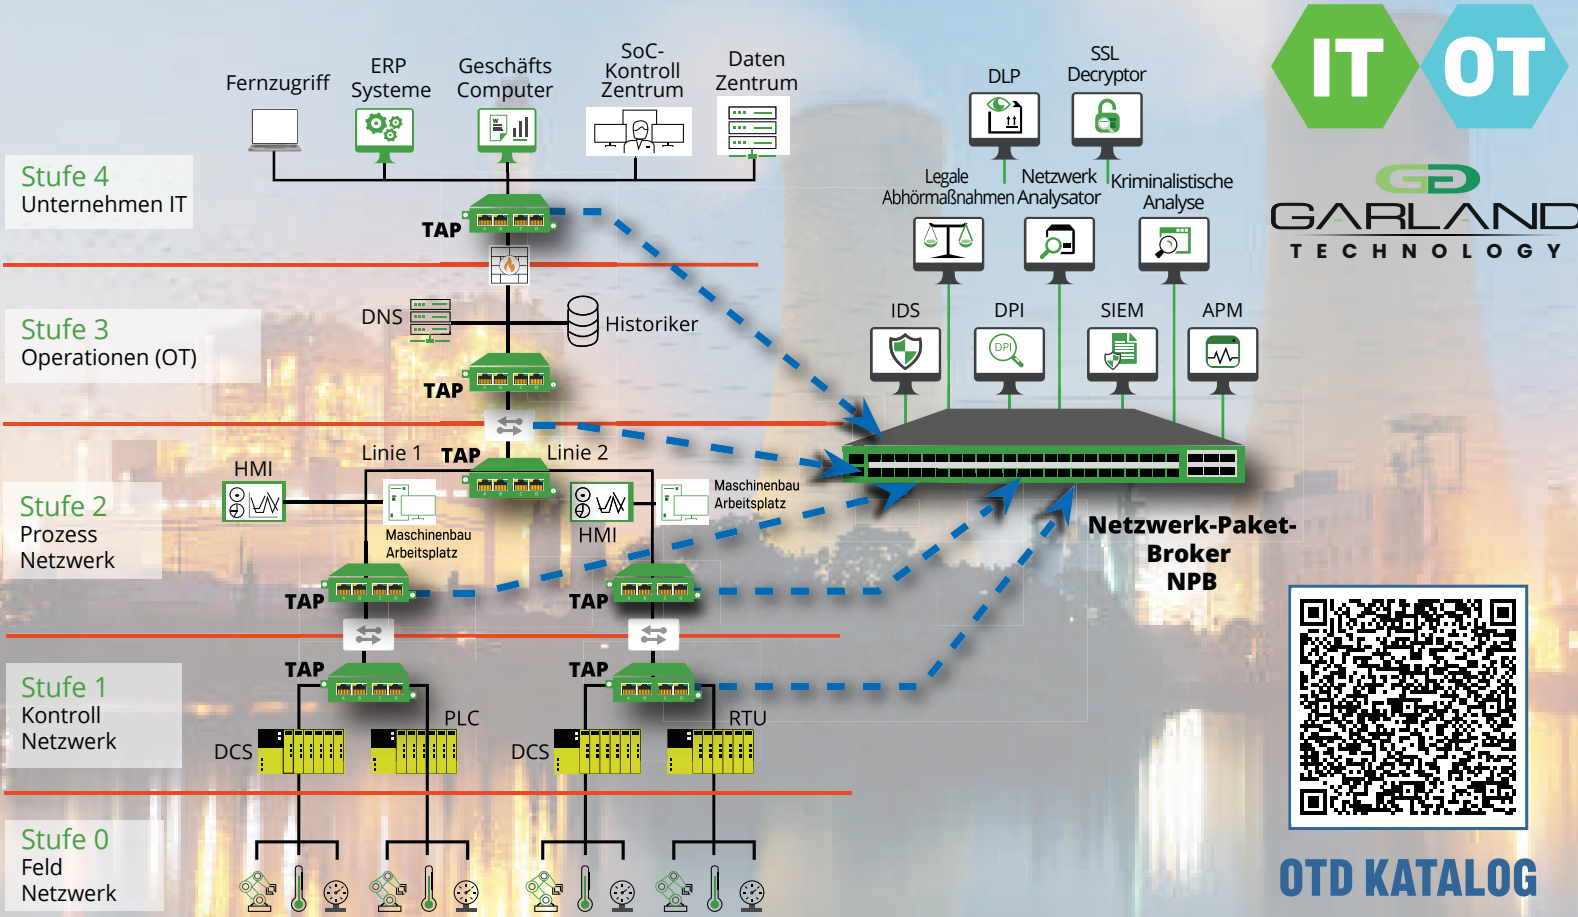 IT
OT
GARLAND
TECHNOLOGY
Fernzugriff
ERP
Systeme
Geschäfts
Computer
SoC-
Kontroll
Zentrum
Daten
Zentrum
DLP
SSL
Decryptor
Stufe 4
Unternehmen IT
TAP
Legale
Abhörmaßnahmen
Netzwerk
Analysator
Kriminalistische
Analyse
Stufe 3
Operationen (OT)
DNS
Historiker
TAP
IDS
DPI
SIEM
APM
DPI
Linie 1
TAP
Linie 2
Stufe 2
Prozess
Netzwerk
HMI
Maschinenbau
Arbeitsplatz
HMI
Maschinenbau
Arbeitsplatz
TAP
TAP
Netzwerk-Paket-
Broker
NPB
Stufe 1
Kontroll
Netzwerk
TAP
TAP
DCS
PLC
DCS
RTU
Stufe 0
Feld
Netzwerk
OTD KATALOG